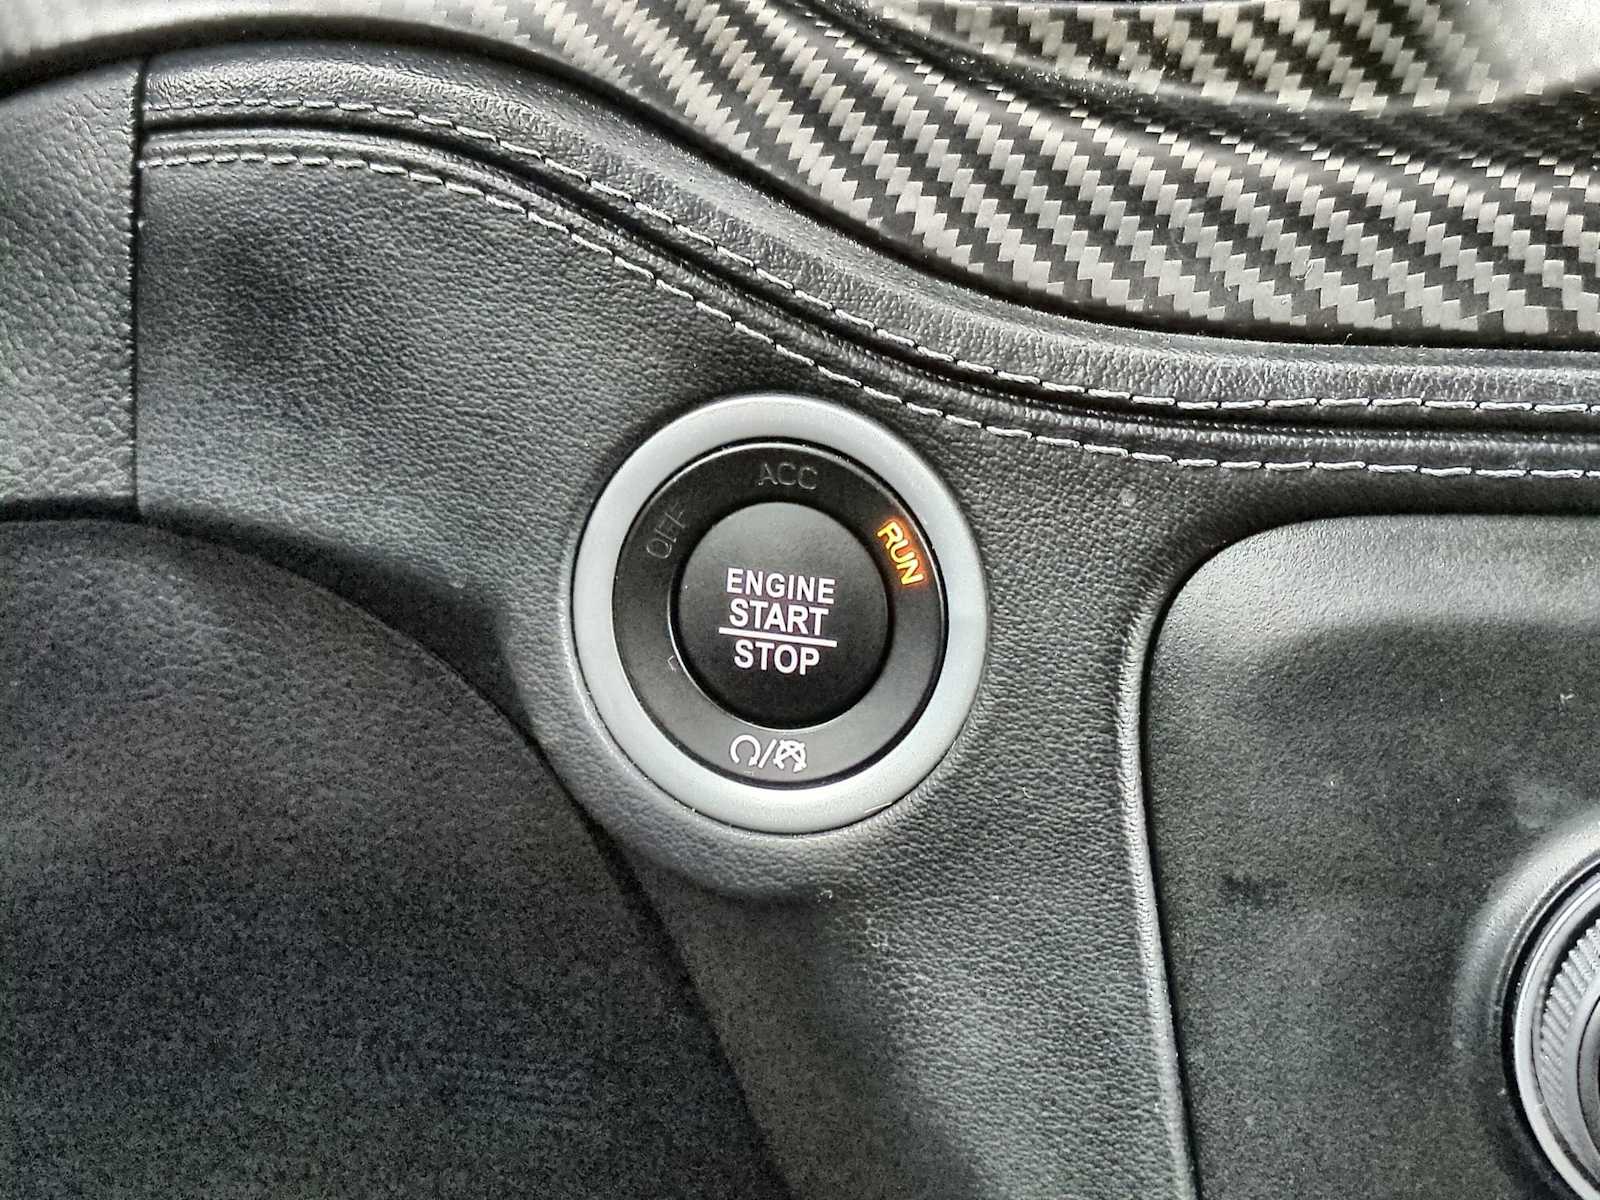 ACC
OFF
RUN
ENGINE
START
STOP